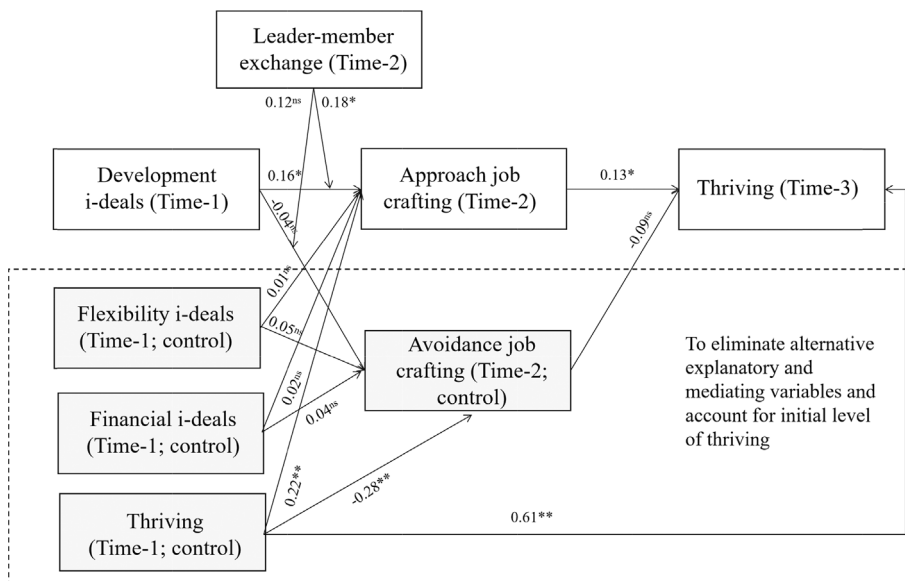 Leader-member
exchange (Time-2)
0.12ns
0.18*
Development
i-deals (Time-1)
0.16*
Approach job
crafting (Time-2)
0.13*
Thriving (Time-3)
-0.04ns
-0.09ns
0.01ns
Flexibility i-deals
(Time-1; control)
0.05ns
Avoidance job
crafting (Time-2;
control)
To eliminate alternative
explanatory and
mediating variables and
account for initial level
of thriving
0.02ns
0.04ns
Financial i-deals
(Time-1; control)
0.22**
-0.28**
Thriving
(Time-1; control)
0.61**